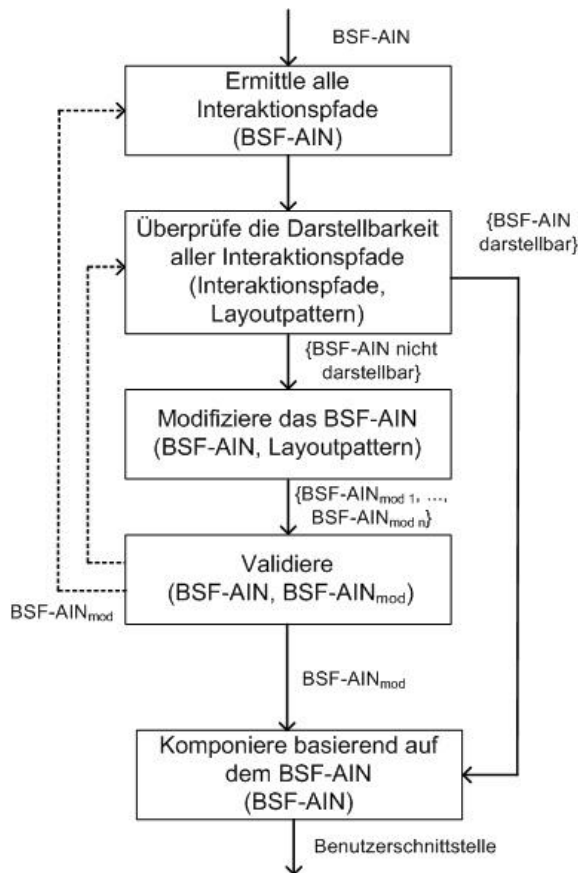 BSF-AIN
Ermittle alle
Interaktionspfade
(BSF-AIN)
Überprüfe die Darstellbarkeit
aller Interaktionspfade
(Interaktionspfade,
Layoutpattern)
{BSF-AIN
darstellbar}
{BSF-AIN nicht
darstellbar}
Modifiziere das BSF-AIN
(BSF-AIN, Layoutpattern)
{BSF-AINmod 1, ...,
BSF-AINmod n}
Validiere
(BSF-AIN, BSF-AINmod)
BSF-AINmod
BSF-AINmod
Komponiere basierend auf
dem BSF-AIN
(BSF-AIN)
Benutzerschnittstelle